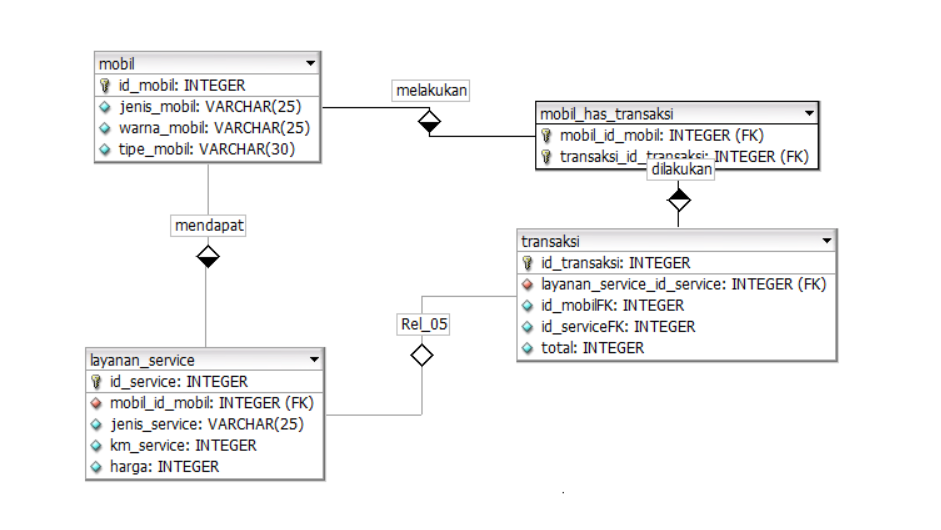 mobil
id_mobil: INTEGER
jenis_mobil: VARCHAR(25)
warna_mobil: VARCHAR(25)
tipe_mobil: VARCHAR(30)
melakukan
mobil_has_transaksi
mobil_id_mobil: INTEGER (FK)
transaksi_id_transaksi: INTEGER (FK)
dilakukan
mendapat
transaksi
id_transaksi: INTEGER
layanan_service_id_service: INTEGER (FK)
id_mobilFK: INTEGER
id_serviceFK: INTEGER
total: INTEGER
Rel_05
layanan_service
id_service: INTEGER
mobil_id_mobil: INTEGER (FK)
jenis_service: VARCHAR(25)
km_service: INTEGER
harga: INTEGER